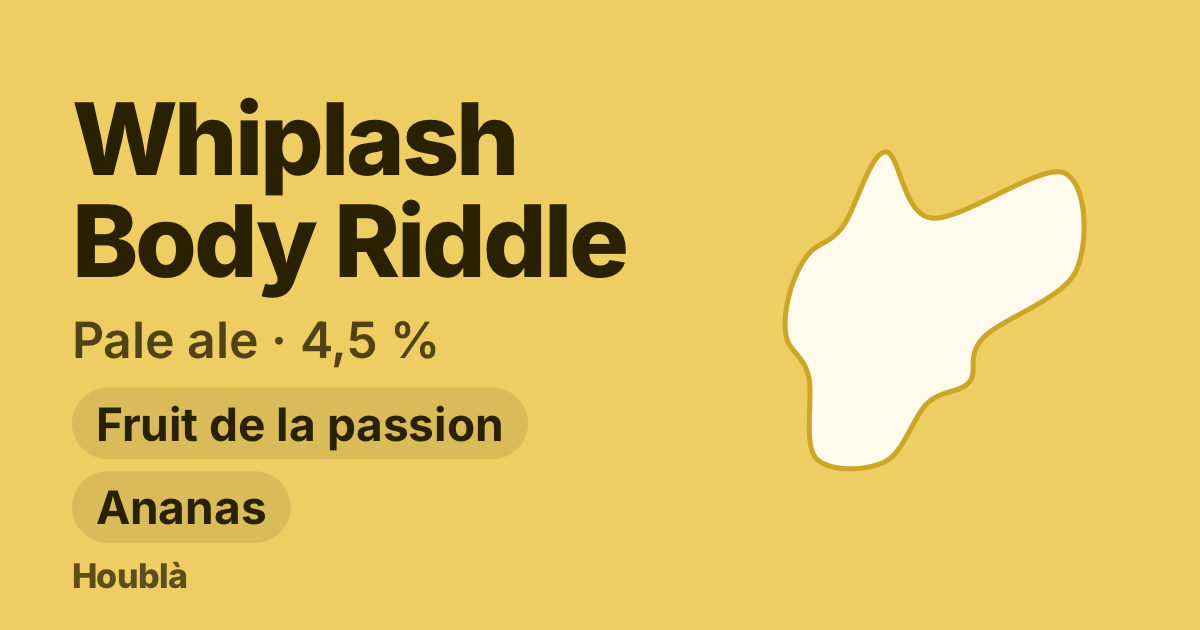 Whiplash
Body Riddle
Pale ale · 4,5 %
Fruit de la passion
Ananas
Houblà